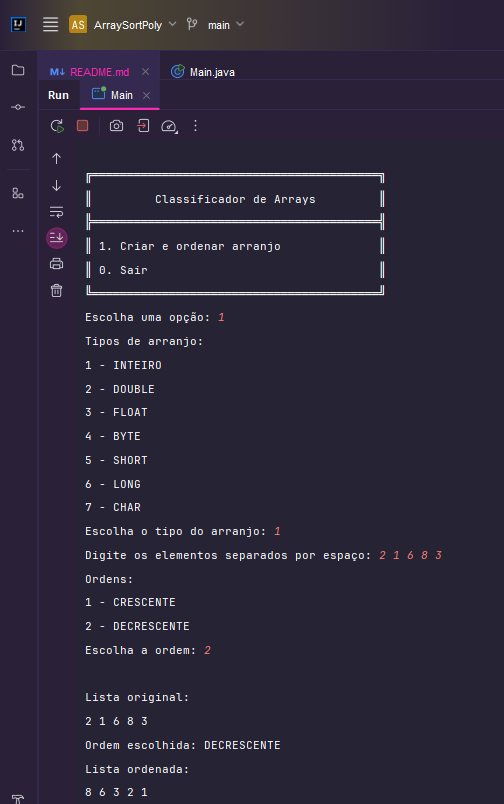 AS ArraySortPoly main
M↓ README.md Main.java
Run Main
Classificador de Arrays
1. Criar e ordenar arranjo
0. Sair
Escolha uma opção: 1
Tipos de arranjo:
1 - INTEIRO
2 - DOUBLE
3 - FLOAT
4 - BYTE
5 - SHORT
6 - LONG
7 - CHAR
Escolha o tipo do arranjo: 1
Digite os elementos separados por espaço: 2 1 6 8 3
Ordens:
1 - CRESCENTE
2 - DECRESCENTE
Escolha a ordem: 2
Lista original:
2 1 6 8 3
Ordem escolhida: DECRESCENTE
Lista ordenada:
8 6 3 2 1